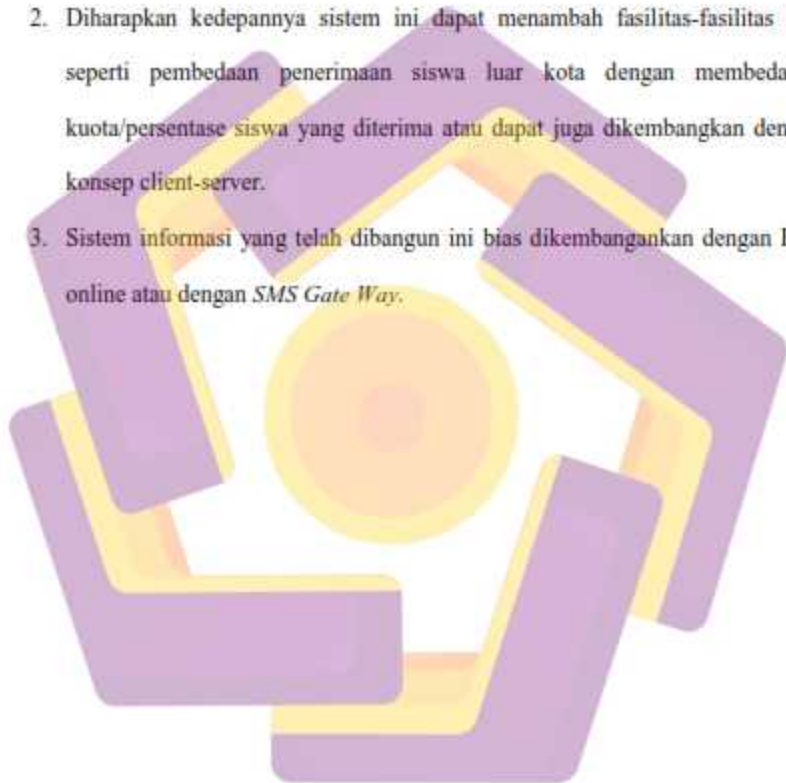 2. Diharapkan kedepannya sistem ini dapat menambah fasilitas-fasilitas
seperti pembedaan penerimaan siswa luar kota dengan membeda
kuota/persentase siswa yang diterima atau dapat juga dikembangkan den
konsep client-server.
3. Sistem informasi yang telah dibangun ini bias dikembangankan dengan
online atau dengan SMS Gate Way.